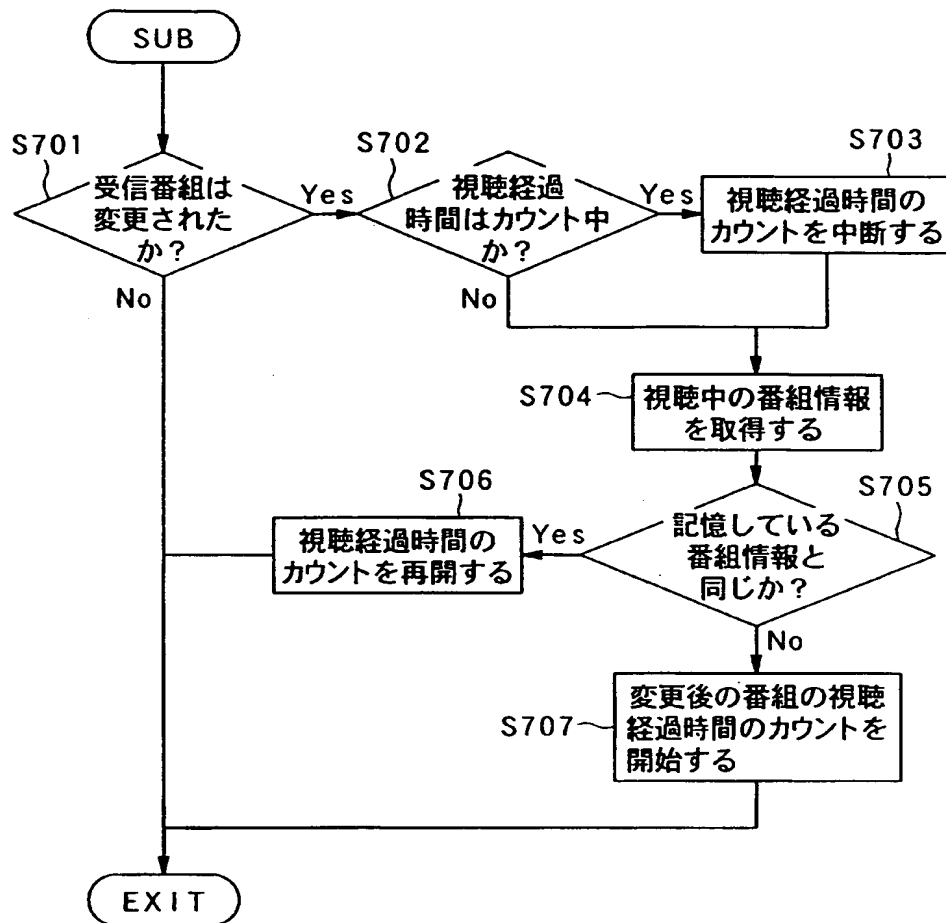 SUB
S701
受信番組は
変更された
か?
Yes
No
S702
視聴経過
時間はカウント中
か?
Yes
No
S703
視聴経過時間の
カウントを中断する
S704
視聴中の番組情報
を取得する
S705
記憶している
番組情報と
同じか?
Yes
No
S706
視聴経過時間の
カウントを再開する
S707
変更後の番組の視聴
経過時間のカウントを
開始する
EXIT